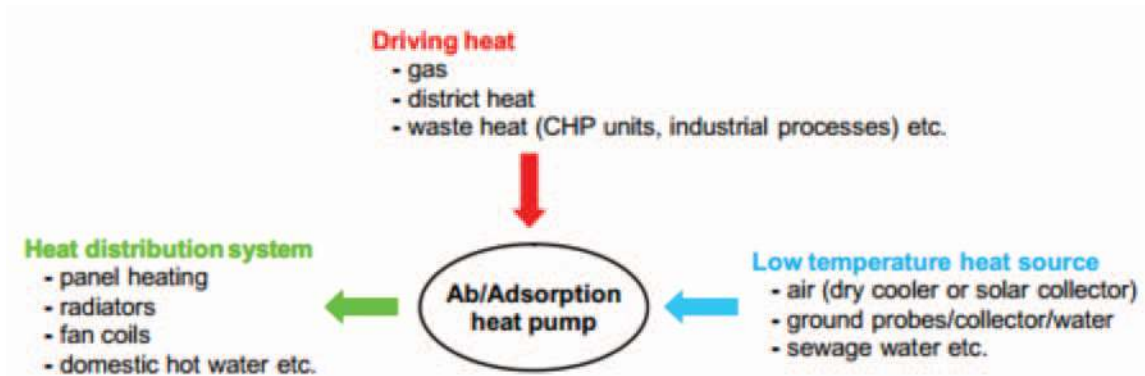 Driving heat
- gas
- district heat
- waste heat (CHP units, industrial processes) etc.
Heat distribution system
- panel heating
- radiators
- fan coils
- domestic hot water etc.
Ab/Adsorption
heat pump
Low temperature heat source
- air (dry cooler or solar collector)
- ground probes/collector/water
- sewage water etc.